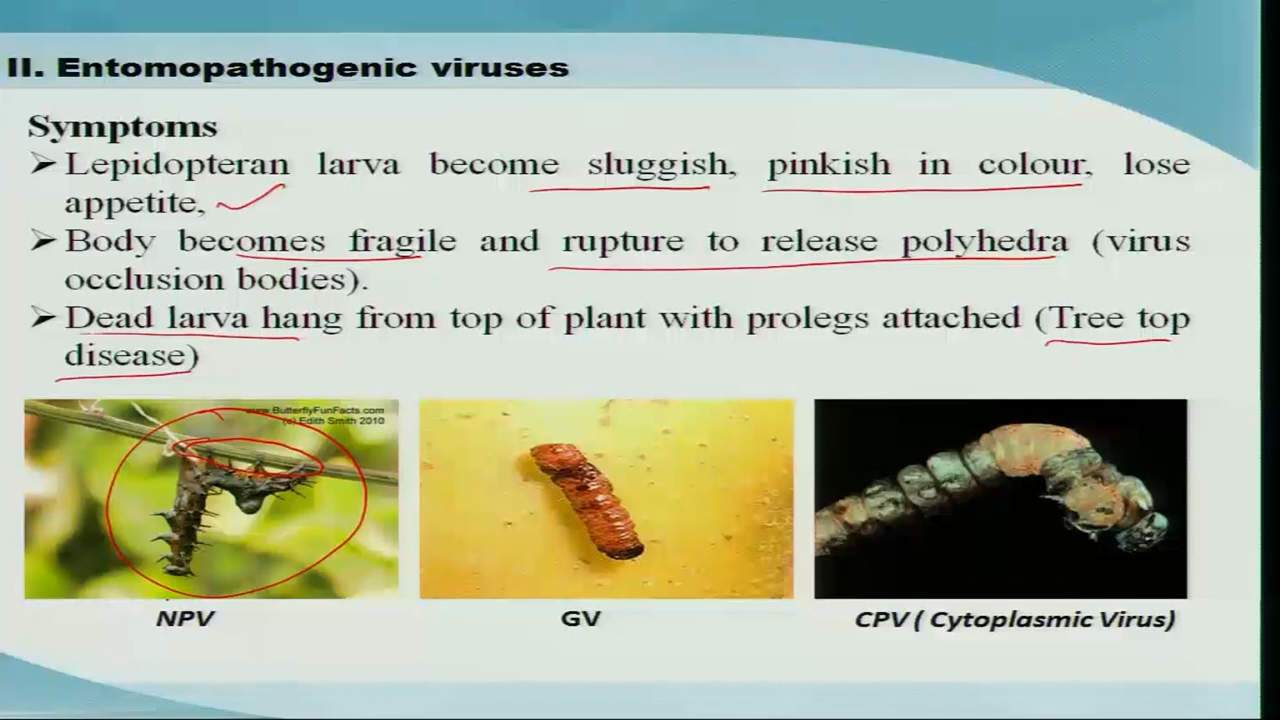 II. Entomopathogenic viruses
Symptoms
➤Lepidopteran larva become sluggish, pinkish in colour, lose
appetite,
➤Body becomes fragile and rupture to release polyhedra (virus
occlusion bodies).
➤Dead larva hang from top of plant with prolegs attached (Tree top
disease)
www.ButterflyFunFacts.com
(c) Edith Smith 2010
NPV
GV
CPV ( Cytoplasmic Virus)